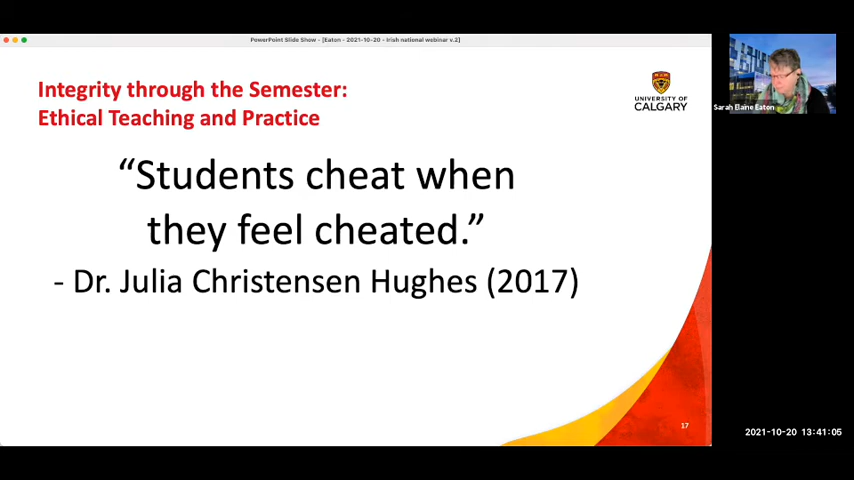 PowerPoint Slide Show - [Eaton - 2021-10-20 - Irish national webinar v.2]
Integrity through the Semester:
Ethical Teaching and Practice
UNIVERSITY OF
CALGARY
“Students cheat when
they feel cheated.”
- Dr. Julia Christensen Hughes (2017)
17
Sarah Elaine Eaton
2021-10-20 13:41:05